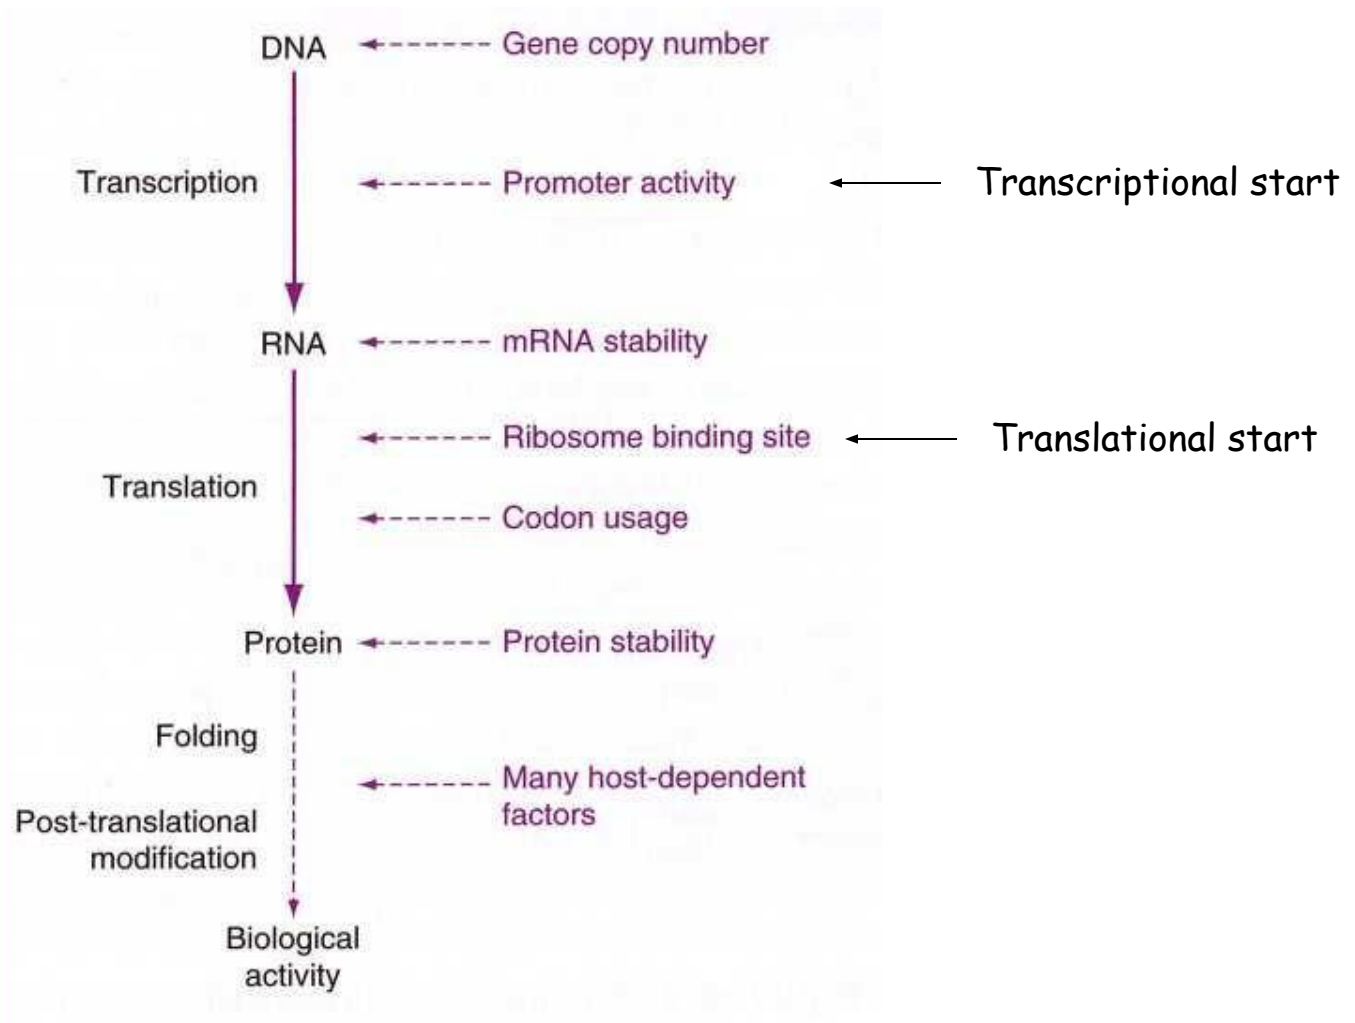 DNA
Gene copy number
Transcription
Promoter activity
Transcriptional start
RNA
mRNA stability
Ribosome binding site
Translational start
Translation
Codon usage
Protein
Protein stability
Folding
Many host-dependent
factors
Post-translational
modification
Biological
activity